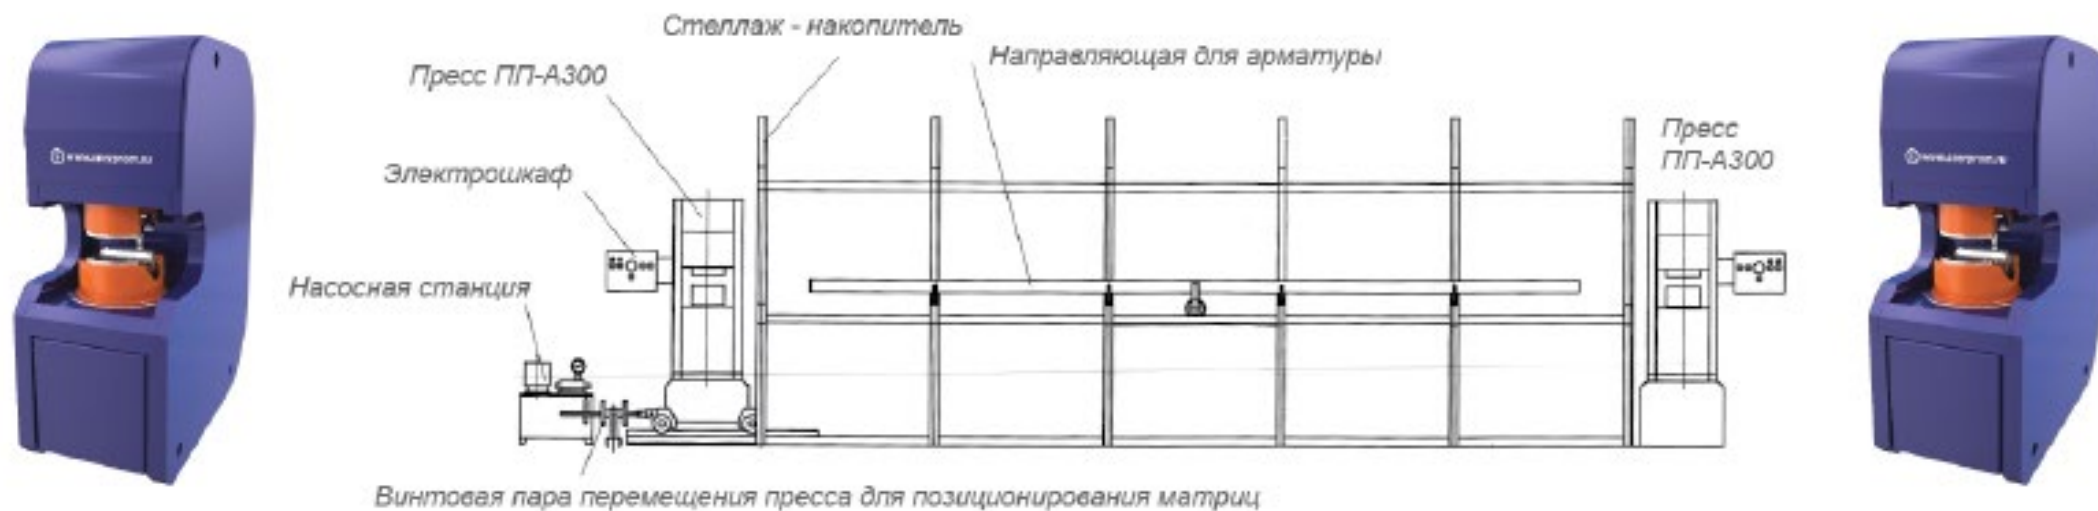 Стеллаж - накопитель
Направляющая для арматуры
Пресс ПП-А300
Пресс
ПП-А300
Электрошкаф
Насосная станция
Винтовая пара перемещения пресса для позиционирования матриц